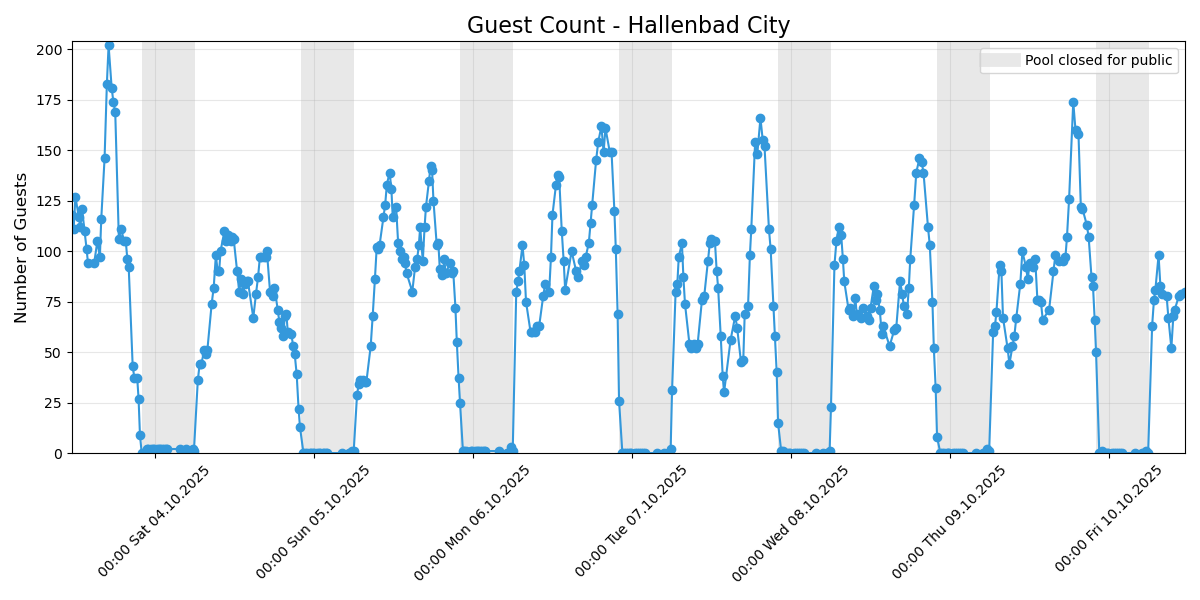 Guest Count - Hallenbad City
Pool closed for public
Number of Guests
200
175
150
125
100
75
50
25
0
00:00 Sat 04.10.2025
00:00 Sun 05.10.2025
00:00 Mon 06.10.2025
00:00 Tue 07.10.2025
00:00 Wed 08.10.2025
00:00 Thu 09.10.2025
00:00 Fri 10.10.2025